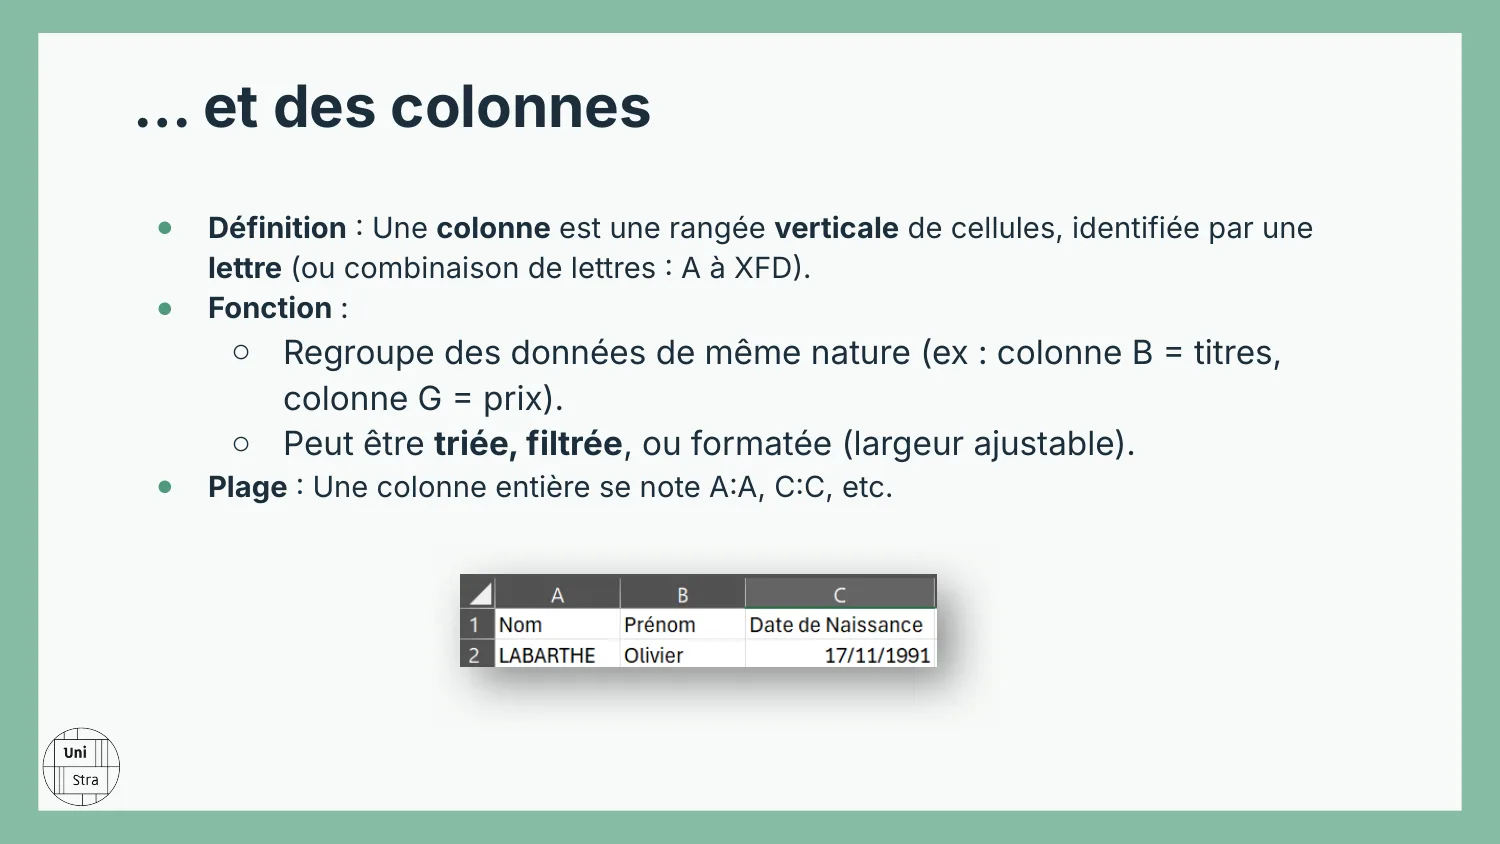 ... et des colonnes
Définition : Une colonne est une rangée verticale de cellules, identifiée par une
lettre (ou combinaison de lettres : A à XFD).
Fonction :
Regroupe des données de même nature (ex : colonne B = titres,
colonne G = prix).
Peut être triée, filtrée, ou formatée (largeur ajustable).
Plage : Une colonne entière se note A:A, C:C, etc.
A B C
1 Nom Prénom Date de Naissance
2 LABARTHE Olivier 17/11/1991
Uni
Stra